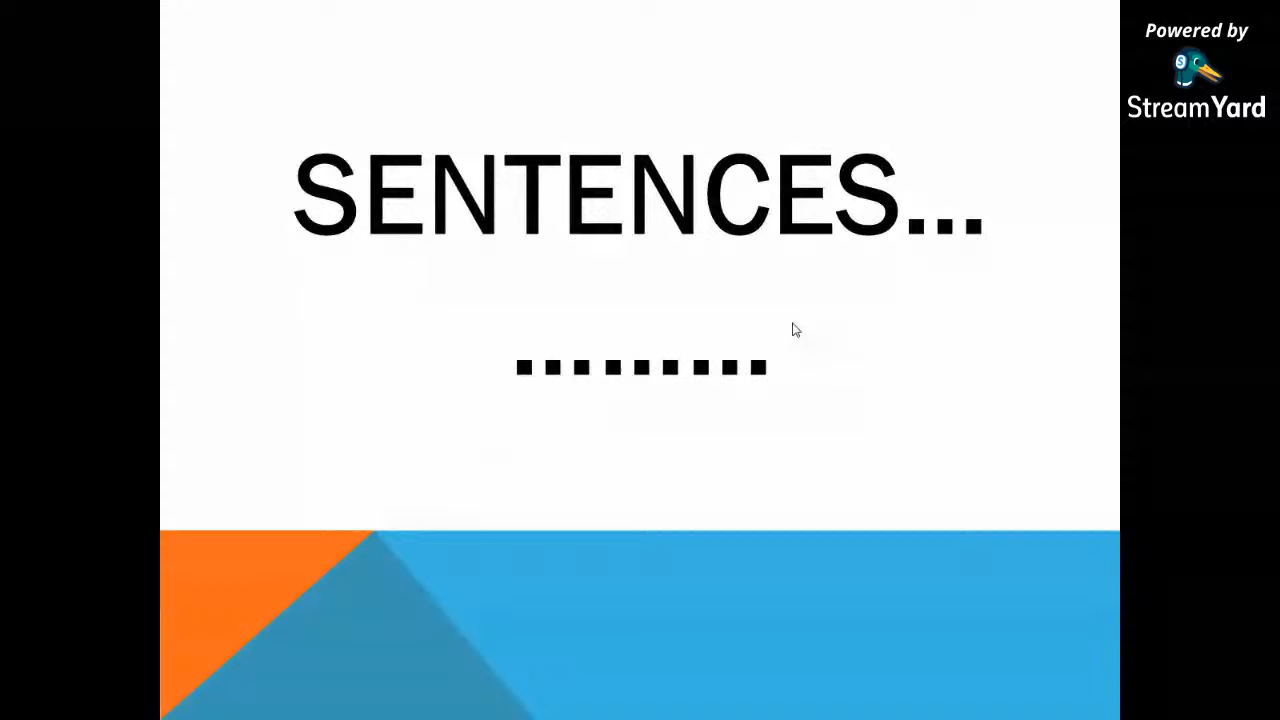 SENTENCES...
.........
Powered by
S
StreamYard